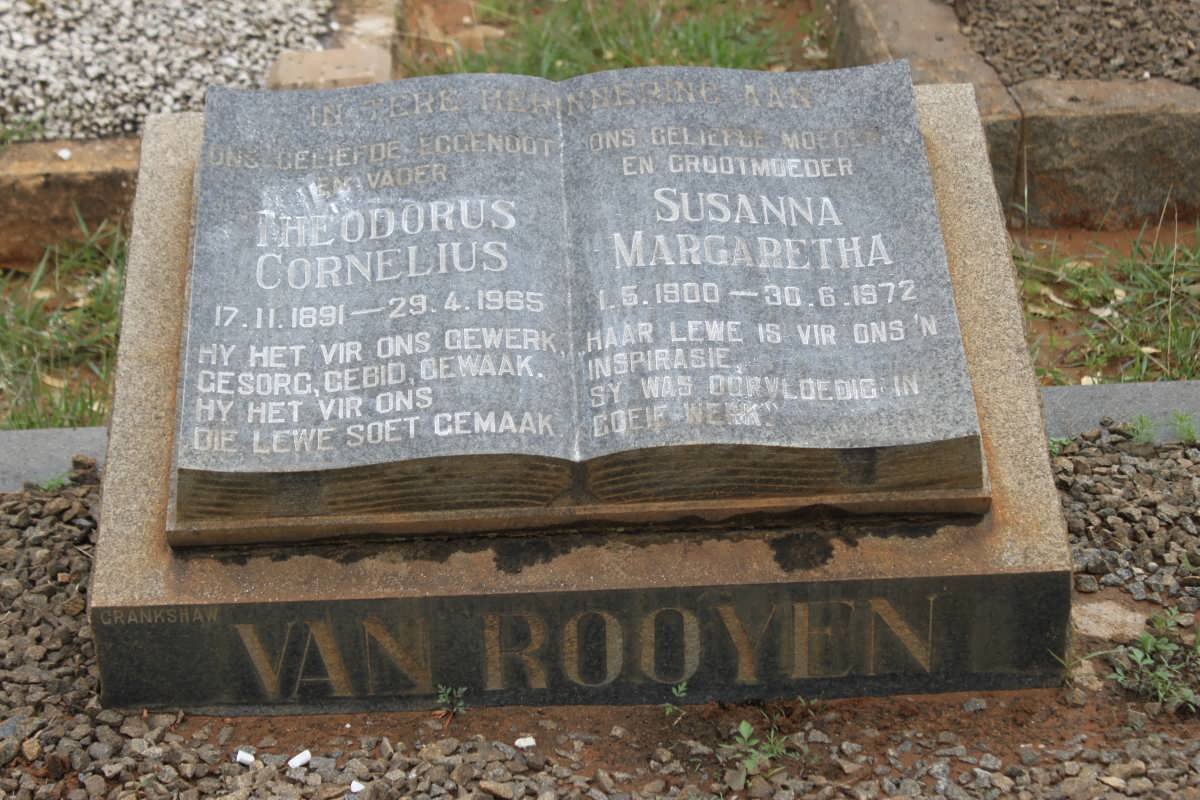 IN TERE HERINNERING AAN
ONS GELIEFDE EGGENOOT
EN VADER
THEODORUS
CORNELIUS
17.11.1891 — 29.4.1965
HY HET VIR ONS GEWERK,
GESORG, GEBID, GEWAAK.
HY HET VIR ONS
DIE LEWE SOET GEMAAK.
ONS GELIEFDE MOEDER
EN GROOTMOEDER
SUSANNA
MARGARETHA
1.5.1900 — 30.6.1972
„HAAR LEWE IS VIR ONS 'N
INSPIRASIE,
SY WAS OORVLOEDIG IN
GOEIE WERK."
CRANKSHAW
VAN ROOYEN